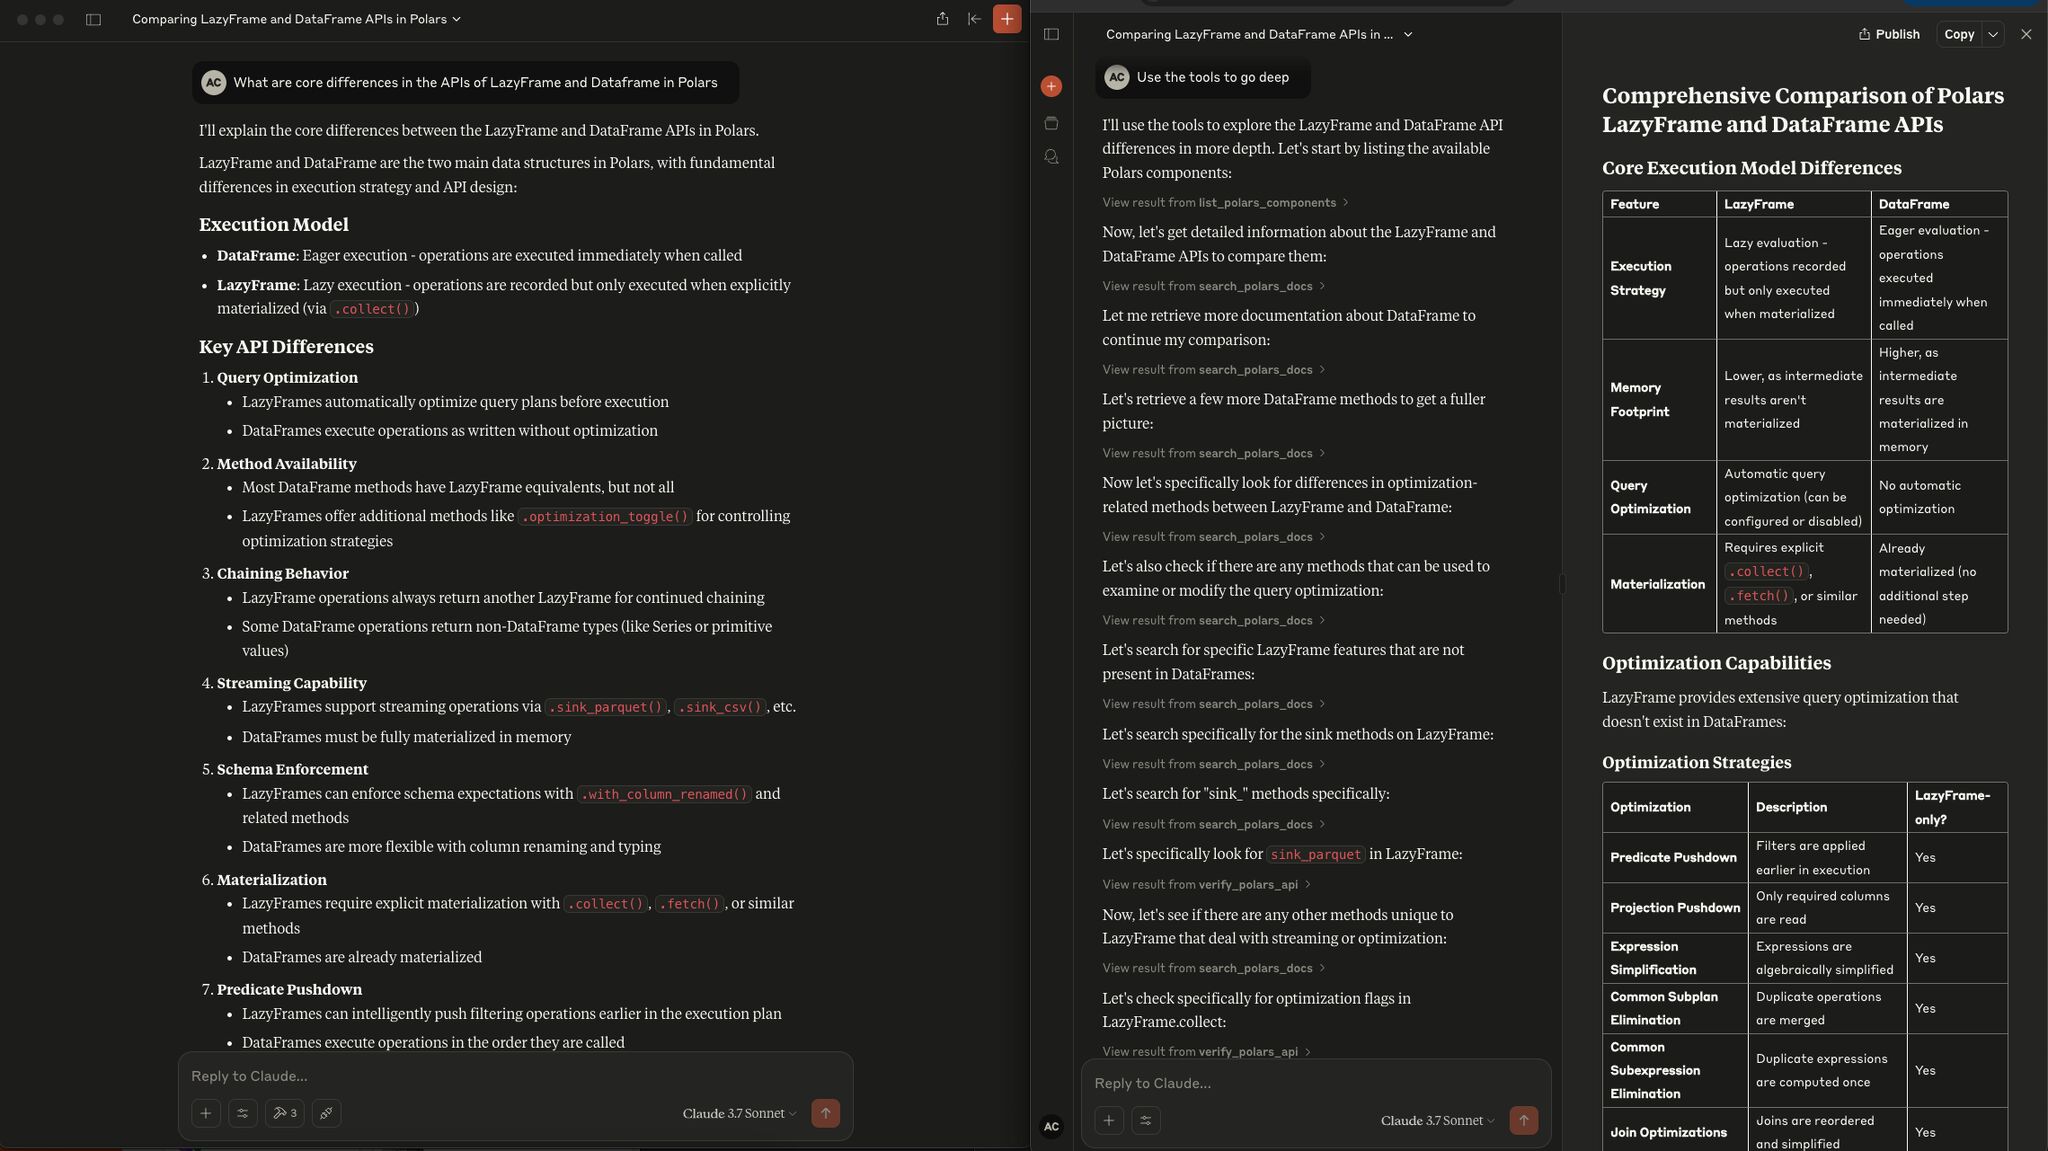 Comparing LazyFrame and DataFrame APIs in Polars
AC
What are core differences in the APIs of LazyFrame and Dataframe in Polars
I'll explain the core differences between the LazyFrame and DataFrame APIs in Polars.
LazyFrame and DataFrame are the two main data structures in Polars, with fundamental
differences in execution strategy and API design:
Execution Model
• DataFrame: Eager execution - operations are executed immediately when called
• LazyFrame: Lazy execution - operations are recorded but only executed when explicitly
materialized (via .collect())
Key API Differences
1. Query Optimization
• LazyFrames automatically optimize query plans before execution
• DataFrames execute operations as written without optimization
2. Method Availability
• Most DataFrame methods have LazyFrame equivalents, but not all
• LazyFrames offer additional methods like .optimization_toggle() for controlling
optimization strategies
3. Chaining Behavior
• LazyFrame operations always return another LazyFrame for continued chaining
• Some DataFrame operations return non-DataFrame types (like Series or primitive
values)
4. Streaming Capability
• LazyFrames support streaming operations via .sink_parquet(), .sink_csv(), etc.
• DataFrames must be fully materialized in memory
5. Schema Enforcement
• LazyFrames can enforce schema expectations with .with_column_renamed() and
related methods
• DataFrames are more flexible with column renaming and typing
6. Materialization
• LazyFrames require explicit materialization with .collect(), .fetch(), or similar
methods
• DataFrames are already materialized
7. Predicate Pushdown
• LazyFrames can intelligently push filtering operations earlier in the execution plan
• DataFrames execute operations in the order they are called
Reply to Claude...
3
Claude 3.7 Sonnet
Comparing LazyFrame and DataFrame APIs in ...
AC
Use the tools to go deep
I'll use the tools to explore the LazyFrame and DataFrame API
differences in more depth. Let's start by listing the available
Polars components:
View result from list_polars_components
Now, let's get detailed information about the LazyFrame and
DataFrame APIs to compare them:
View result from search_polars_docs
Let me retrieve more documentation about DataFrame to
continue my comparison:
View result from search_polars_docs
Let's retrieve a few more DataFrame methods to get a fuller
picture:
View result from search_polars_docs
Now let's specifically look for differences in optimization-
related methods between LazyFrame and DataFrame:
View result from search_polars_docs
Let's also check if there are any methods that can be used to
examine or modify the query optimization:
View result from search_polars_docs
Let's search for specific LazyFrame features that are not
present in DataFrames:
View result from search_polars_docs
Let's search specifically for the sink methods on LazyFrame:
View result from search_polars_docs
Let's search for "sink_" methods specifically:
View result from search_polars_docs
Let's specifically look for sink_parquet in LazyFrame:
View result from verify_polars_api
Now, let's see if there are any other methods unique to
LazyFrame that deal with streaming or optimization:
View result from search_polars_docs
Let's check specifically for optimization flags in
LazyFrame.collect:
View result from verify_polars_api
Reply to Claude...
Claude 3.7 Sonnet
AC
Publish
Copy
Comprehensive Comparison of Polars
LazyFrame and DataFrame APIs
Core Execution Model Differences
Feature
LazyFrame
DataFrame
Execution
Strategy
Lazy evaluation -
operations recorded
but only executed
when materialized
Eager evaluation -
operations
executed
immediately when
called
Memory
Footprint
Lower, as intermediate
results aren't
materialized
Higher, as
intermediate
results are
materialized in
memory
Query
Optimization
Automatic query
optimization (can be
configured or disabled)
No automatic
optimization
Materialization
Requires explicit
.collect(),
.fetch(), or similar
methods
Already
materialized (no
additional step
needed)
Optimization Capabilities
LazyFrame provides extensive query optimization that
doesn't exist in DataFrames:
Optimization Strategies
Optimization
Description
LazyFrame-
only?
Predicate Pushdown
Filters are applied
earlier in execution
Yes
Projection Pushdown
Only required columns
are read
Yes
Expression
Simplification
Expressions are
algebraically simplified
Yes
Common Subplan
Elimination
Duplicate operations
are merged
Yes
Common
Subexpression
Elimination
Duplicate expressions
are computed once
Yes
Join Optimizations
Joins are reordered
and simplified
Yes